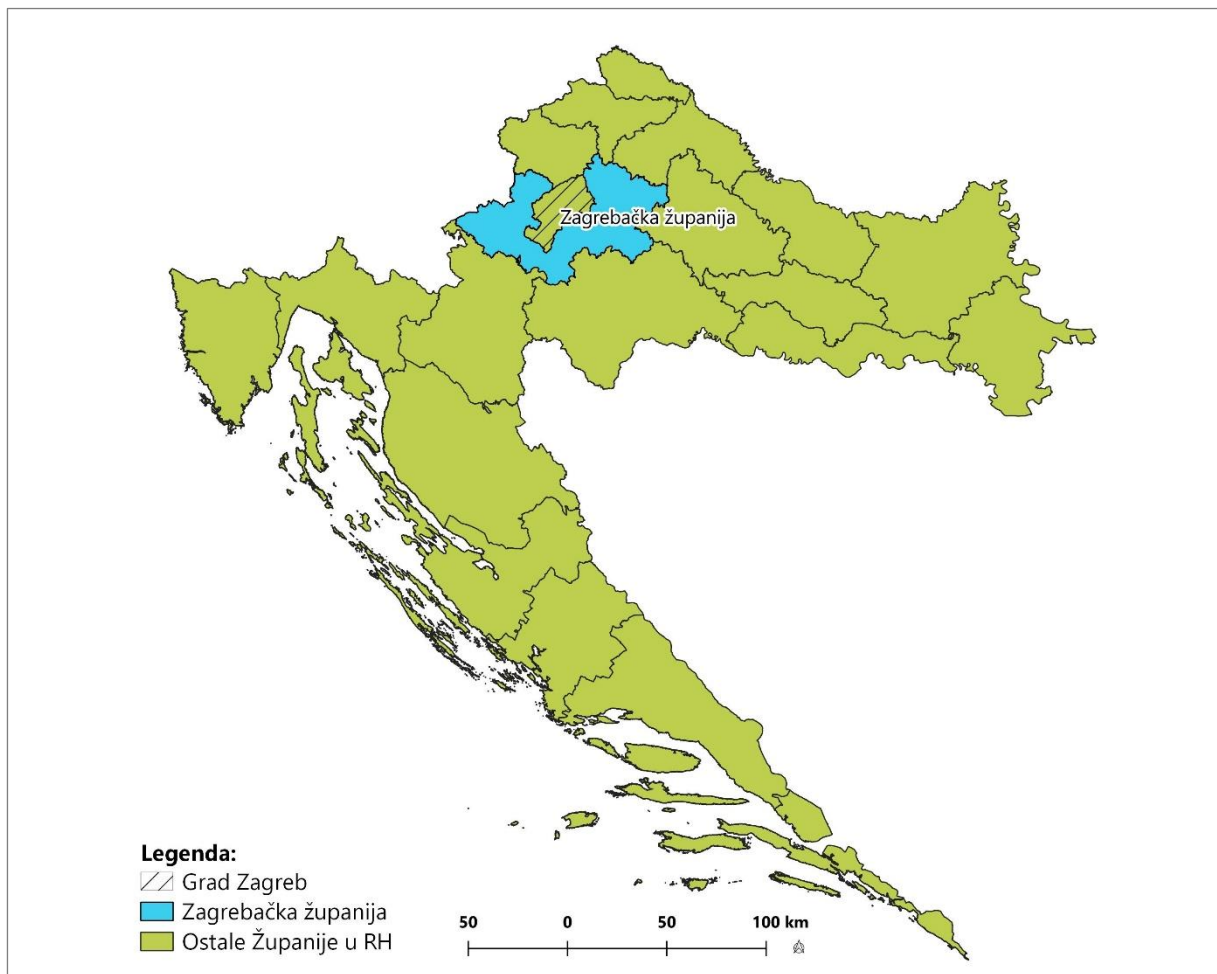 Zagrebačka županija
Legenda:
Grad Zagreb
Zagrebačka županija
Ostale Županije u RH
50 0 50 100 km